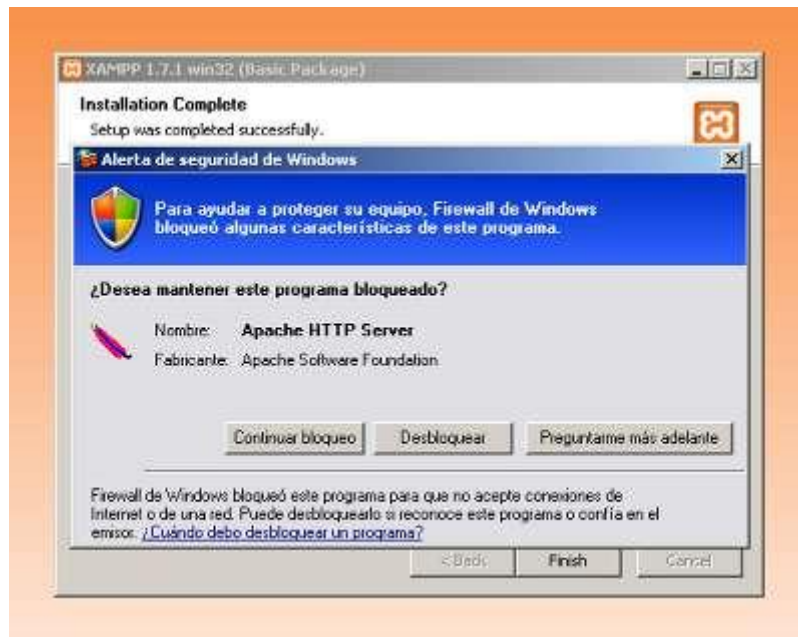 XAMPP 1.7.1 win32 (Basic Package)
Installation Complete
Setup was completed successfully.
Alerta de seguridad de Windows
Para ayudar a proteger su equipo, Firewall de Windows
bloqueó algunas características de este programa.
¿Desea mantener este programa bloqueado?
Nombre: Apache HTTP Server
Fabricante: Apache Software Foundation
Continuar bloqueo Desbloquear Preguntarme más adelante
Firewall de Windows bloqueó este programa para que no acepte conexiones de
Internet o de una red. Puede desbloquearlo si reconoce este programa o confía en el
emisor. ¿Cuándo debo desbloquear un programa?
< Back Finish Cancel